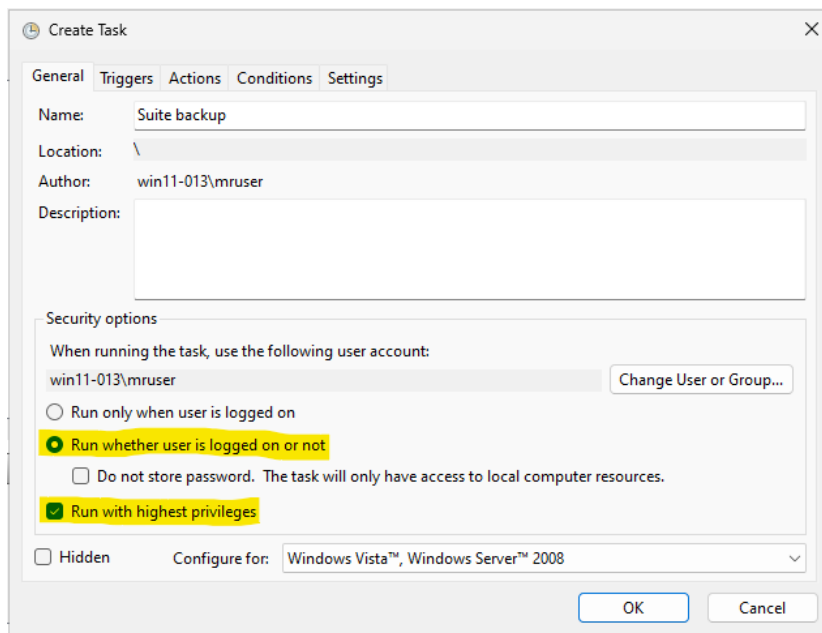 Create Task
General Triggers Actions Conditions Settings
Name: Suite backup
Location: \
Author: win11-013\mruser
Description:
Security options
When running the task, use the following user account:
win11-013\mruser Change User or Group...
Run only when user is logged on
Run whether user is logged on or not
Do not store password. The task will only have access to local computer resources.
Run with highest privileges
Hidden Configure for: Windows Vista™, Windows Server™ 2008
OK Cancel